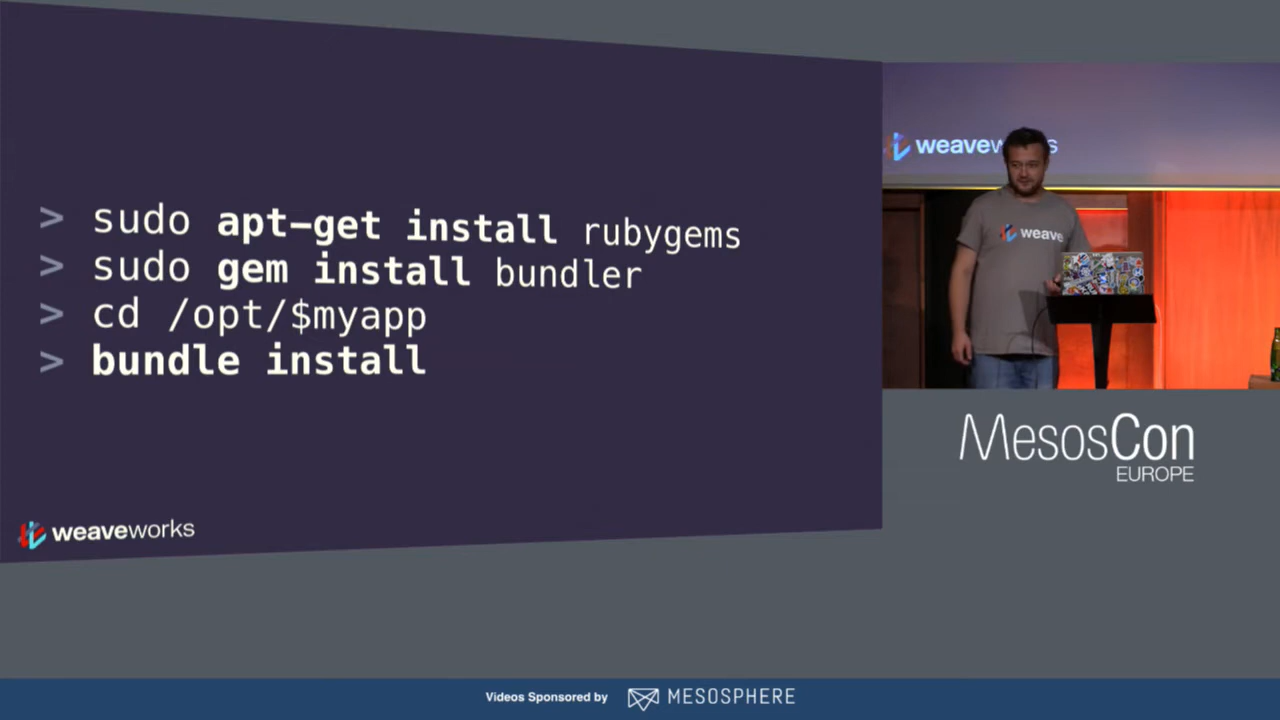 > sudo apt-get install rubygems
> sudo gem install bundler
> cd /opt/$myapp
> bundle install
weaveworks
weaveworks
weave
MesosCon
EUROPE
Videos Sponsored by MESOSPHERE